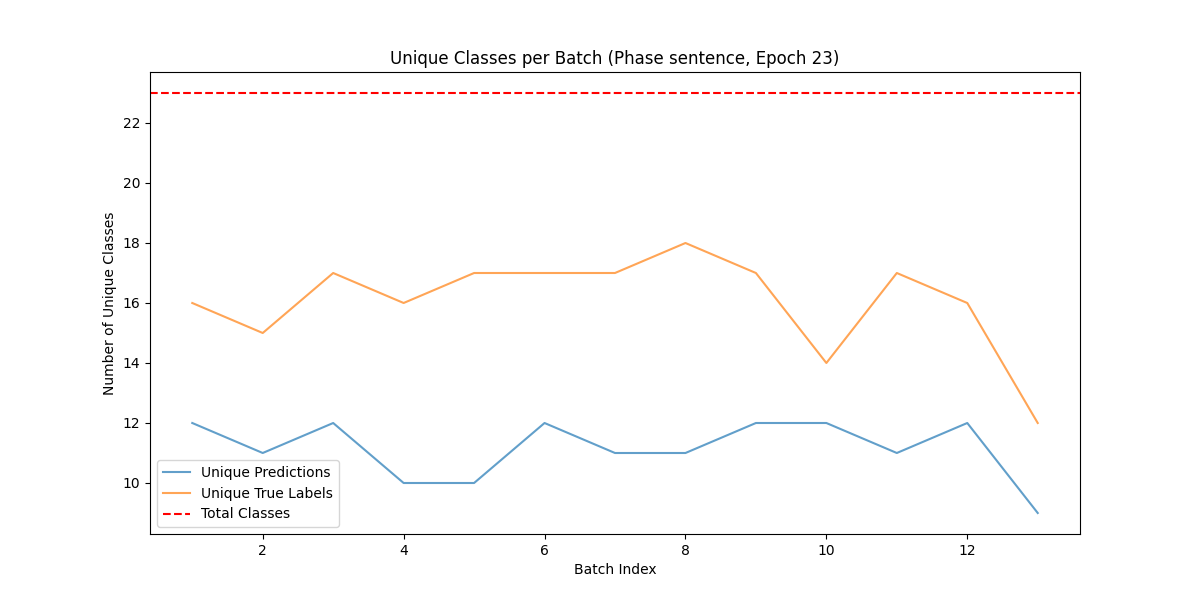 Unique Classes per Batch (Phase sentence, Epoch 23)
Number of Unique Classes
22
20
18
16
14
12
10
Unique Predictions
Unique True Labels
Total Classes
2 4 6 8 10 12
Batch Index